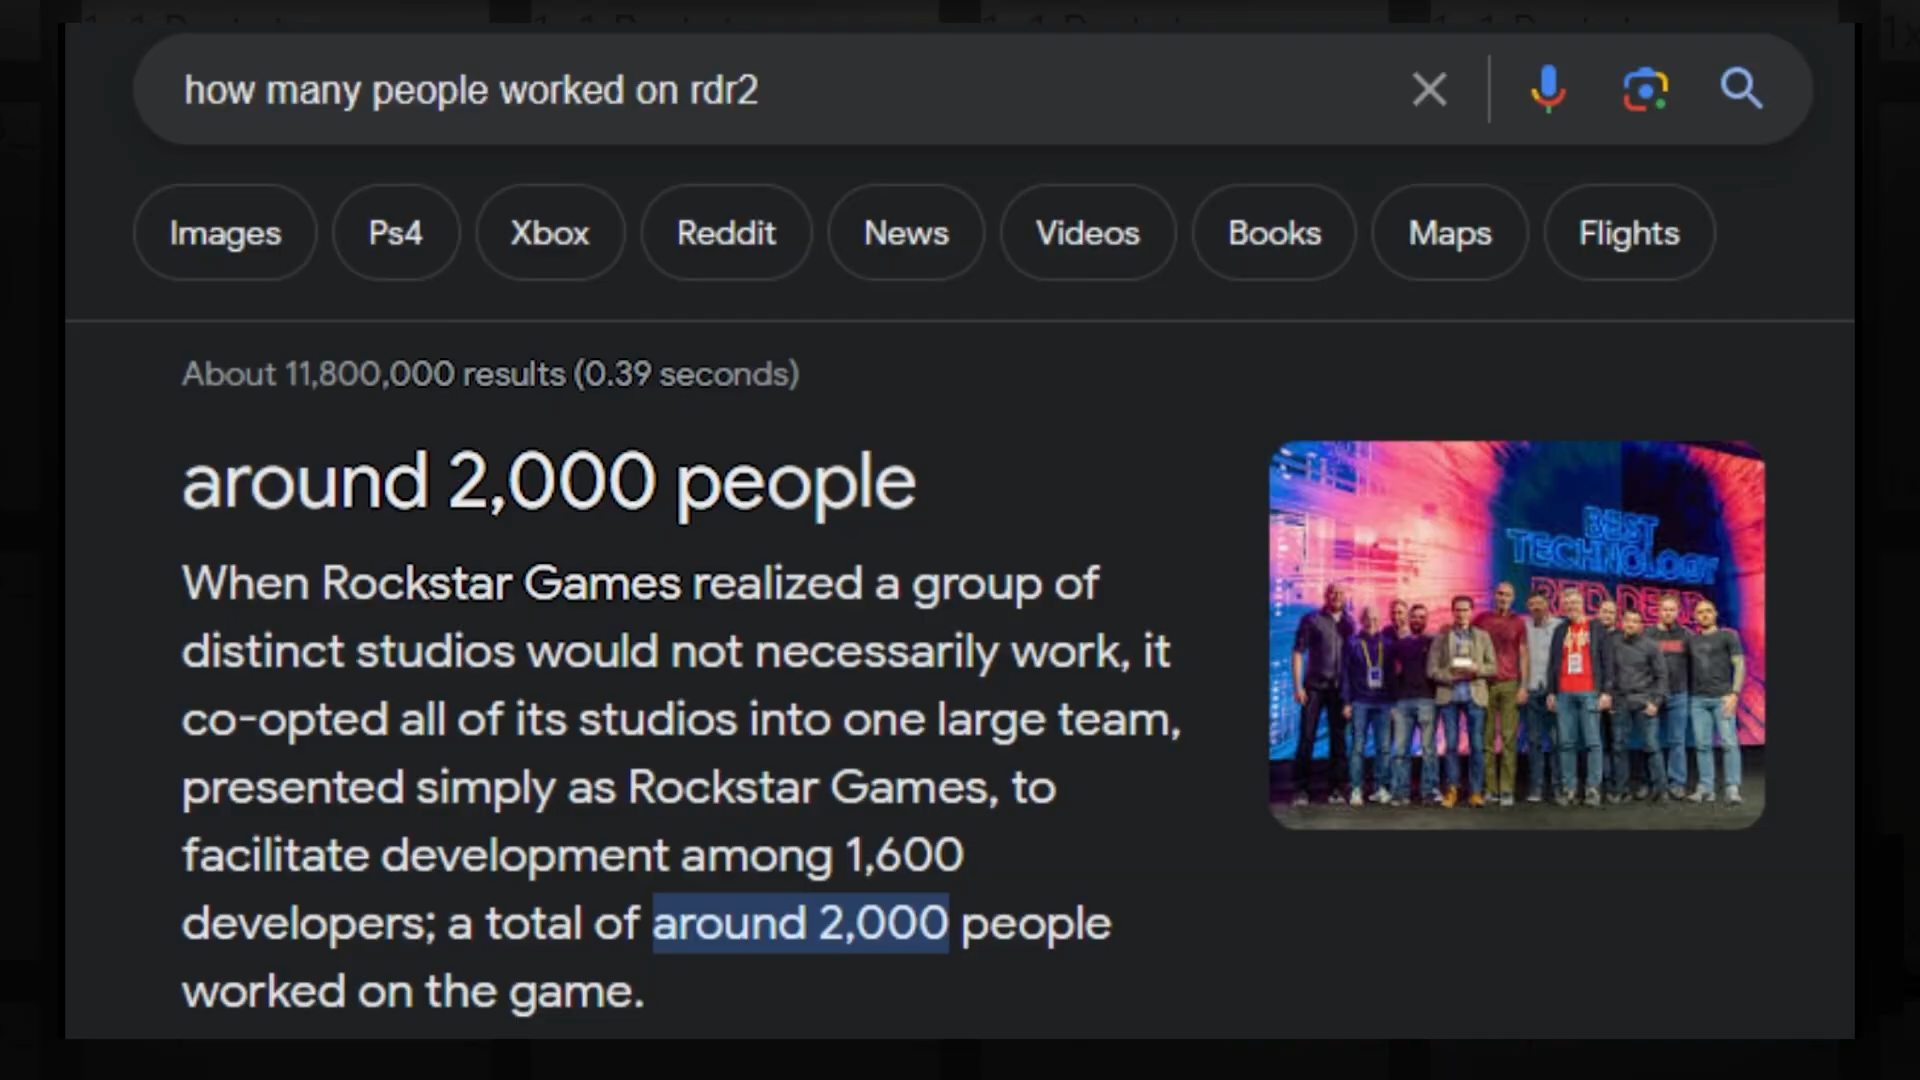 how many people worked on rdr2
Images Ps4 Xbox Reddit News Videos Books Maps Flights
About 11,800,000 results (0.39 seconds)
around 2,000 people
When Rockstar Games realized a group of
distinct studios would not necessarily work, it
co-opted all of its studios into one large team,
presented simply as Rockstar Games, to
facilitate development among 1,600
developers; a total of around 2,000 people
worked on the game.
BEST
TECHNOLOGY
RED DEAD